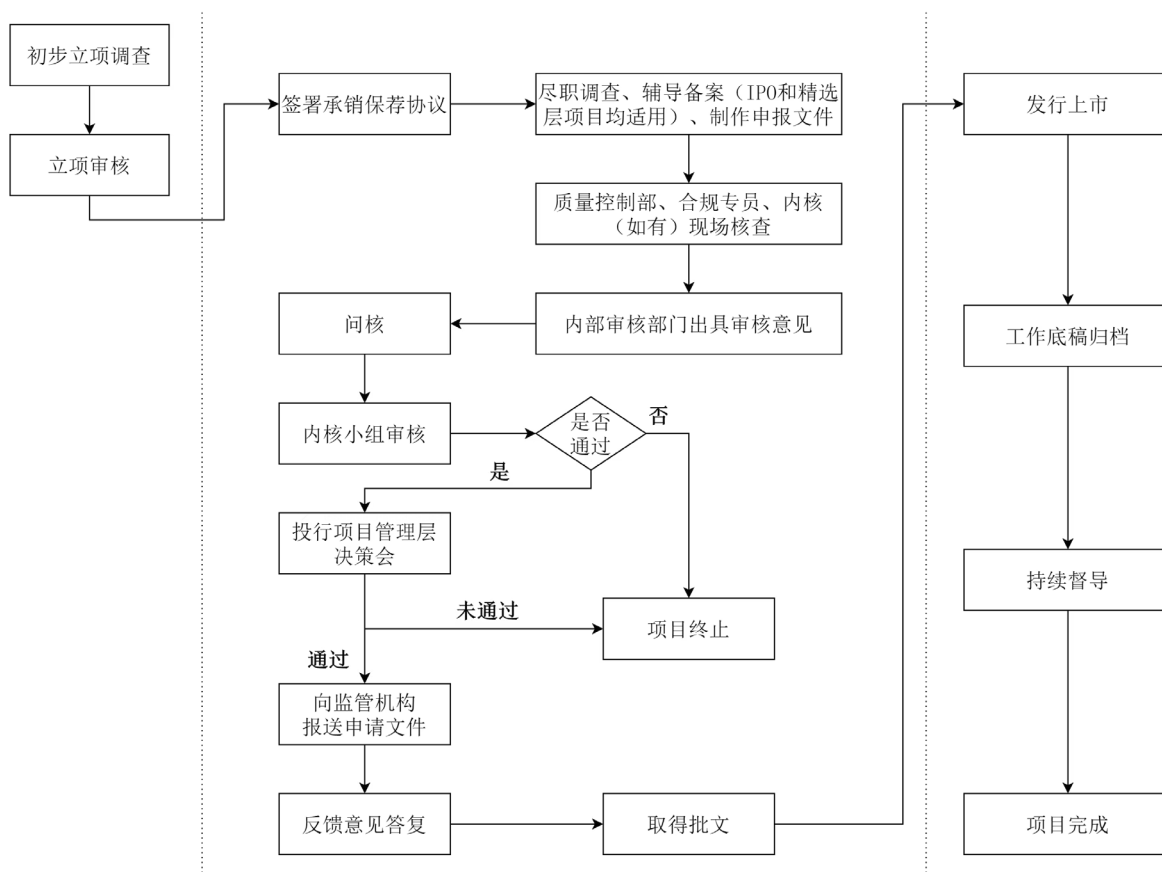 初步立项调查
立项审核
签署承销保荐协议
尽职调查、辅导备案（IPO和精选
层项目均适用）、制作申报文件
质量控制部、合规专员、内核
（如有）现场核查
内部审核部门出具审核意见
问核
内核小组审核
是否
通过
否
是
投行项目管理层
决策会
未通过
项目终止
通过
向监管机构
报送申请文件
反馈意见答复
取得批文
发行上市
工作底稿归档
持续督导
项目完成